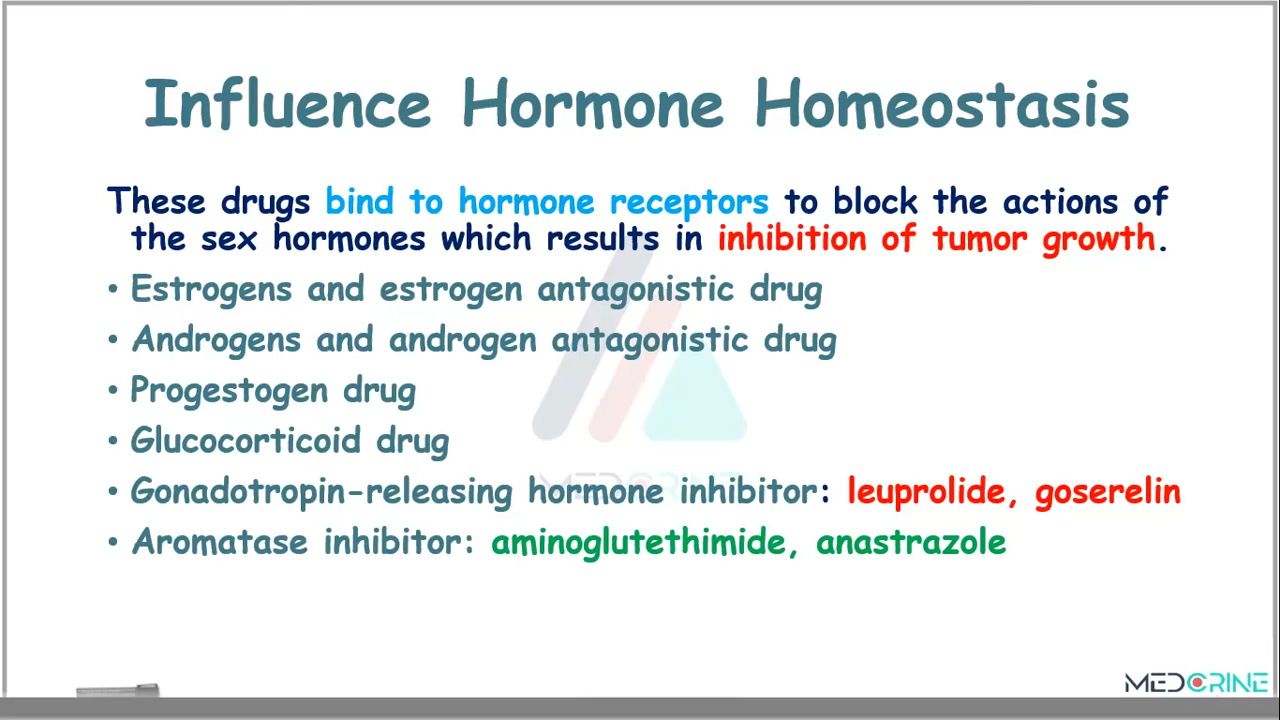 Influence Hormone Homeostasis
These drugs bind to hormone receptors to block the actions of
the sex hormones which results in inhibition of tumor growth.
• Estrogens and estrogen antagonistic drug
• Androgens and androgen antagonistic drug
• Progestogen drug
• Glucocorticoid drug
• Gonadotropin-releasing hormone inhibitor: leuprolide, goserelin
• Aromatase inhibitor: aminoglutethimide, anastrazole
MEDCRINE